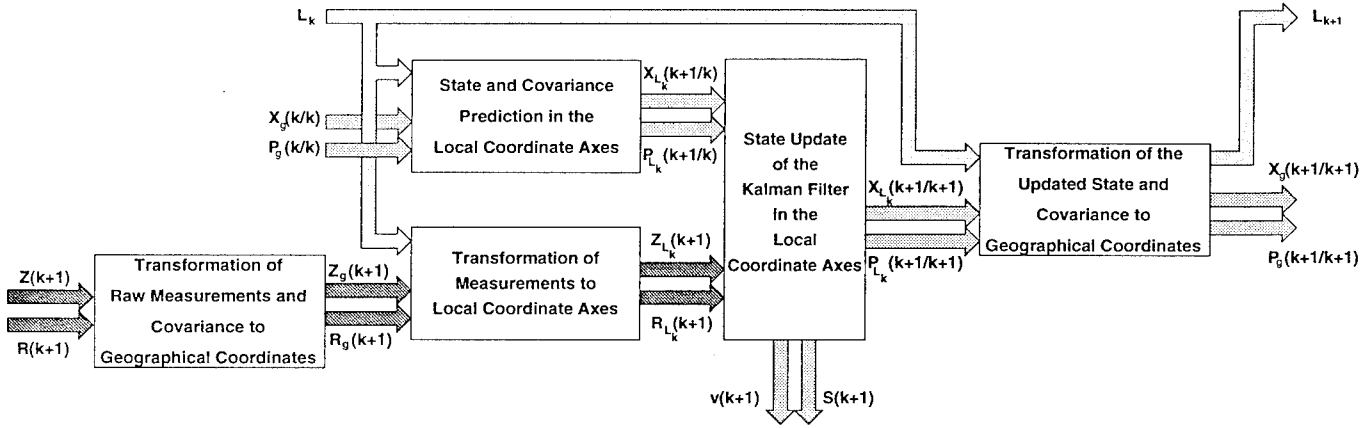 L_k
L_{k+1}
X_g(k/k)
P_g(k/k)
State and Covariance
Prediction in the
Local Coordinate Axes
X_{L_k}(k+1/k)
P_{L_k}(k+1/k)
State Update
of the
Kalman Filter
in the
Local
Coordinate Axes
X_{L_k}(k+1/k+1)
P_{L_k}(k+1/k+1)
Transformation of the
Updated State and
Covariance to
Geographical Coordinates
X_g(k+1/k+1)
P_g(k+1/k+1)
Z(k+1)
R(k+1)
Transformation of
Raw Measurements and
Covariance to
Geographical Coordinates
Z_g(k+1)
R_g(k+1)
Transformation of
Measurements to
Local Coordinate Axes
Z_{L_k}(k+1)
R_{L_k}(k+1)
v(k+1)
S(k+1)